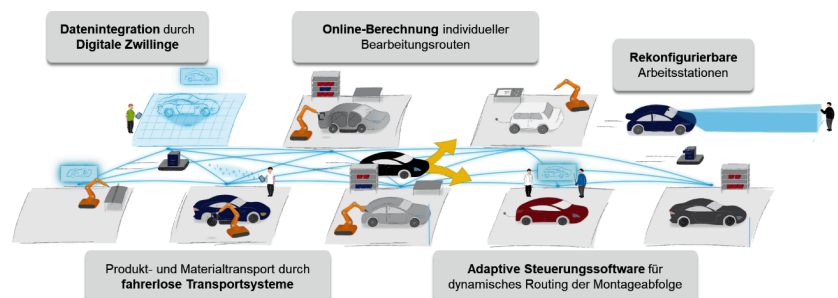 Datenintegration durch
Digitale Zwillinge
Online-Berechnung individueller
Bearbeitungsrouten
Rekonfigurierbare
Arbeitsstationen
Produkt- und Materialtransport durch
fahrerlose Transportsysteme
Adaptive Steuerungssoftware für
dynamisches Routing der Montageabfolge